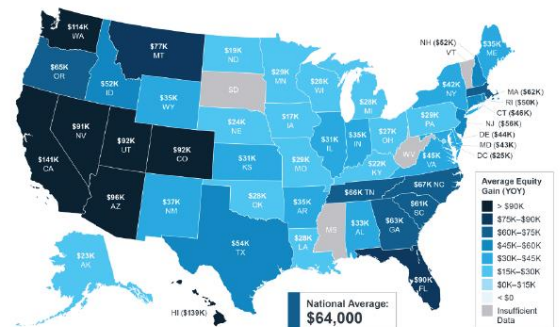 $114K
WA
$65K
OR
$52K
ID
$77K
MT
$19K
ND
SD
$35K
WY
$24K
NE
$29K
MN
$28K
WI
$28K
MI
$17K
IA
$91K
NV
$92K
UT
$92K
CO
$31K
KS
MO
$31K
IL
$35K
IN
$27K
OH
$29K
PA
$42K
NY
NH ($52K)
VT
$35K
ME
MA ($62K)
RI ($50K)
CT ($46K)
NJ ($56K)
DE ($44K)
MD ($43K)
DC ($25K)
WV
$45K
VA
$22K
KY
$141K
CA
$96K
AZ
$37K
NM
OK
$35K
AR
$66K TN
$67K NC
$61K
SC
$63K
GA
$33K
AL
MS
$28K
LA
$54K
TX
$90K
FL
$23K
AK
HI ($139K)
National Average:
$64,000
Average Equity
Gain (YOY)
> $90K
$75K–$90K
$60K–$75K
$45K–$60K
$30K–$45K
$15K–$30K
$0K–$15K
< $0
Insufficient
Data